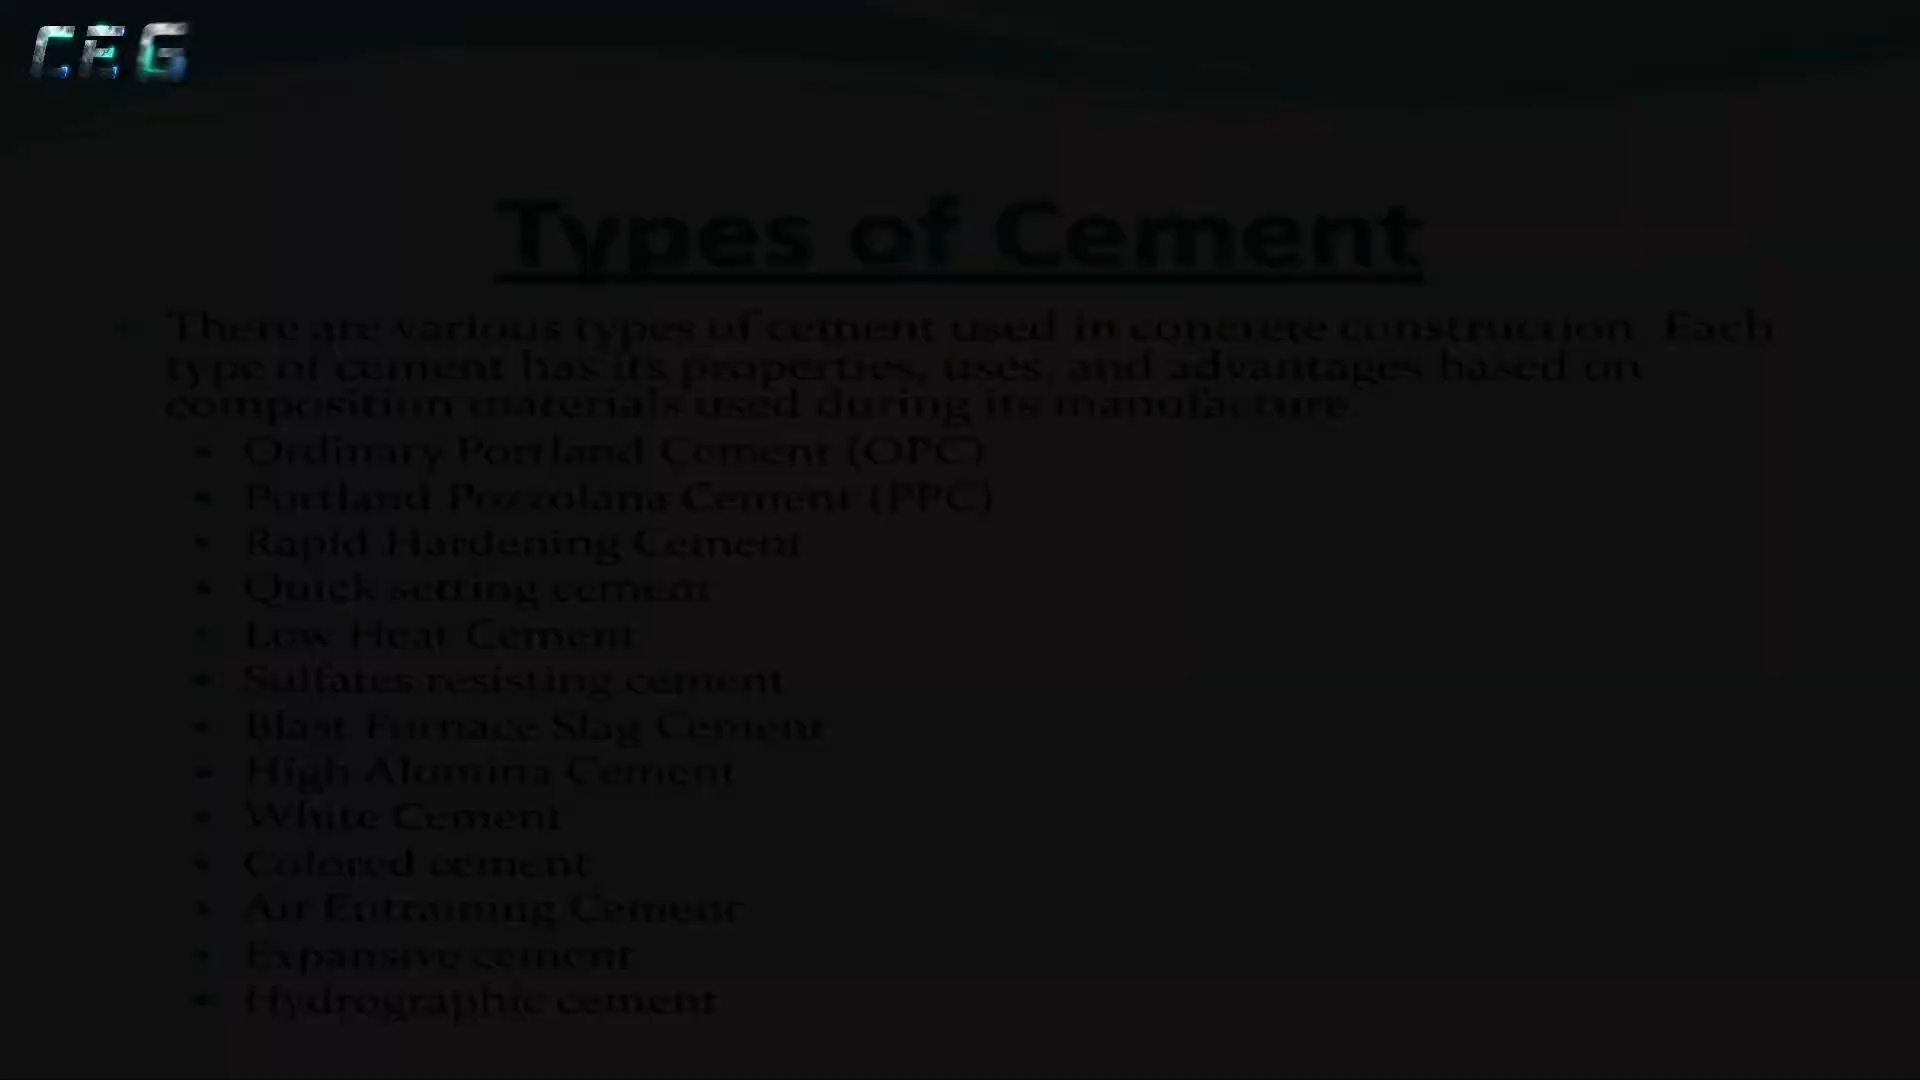 CEG
Types of Cement
There are various types of cement used in concrete construction. Each
type of cement has its properties, uses, and advantages based on
composition materials used during its manufacture.
Ordinary Portland Cement (OPC)
Portland Pozzolana Cement (PPC)
Rapid Hardening Cement
Quick setting cement
Low Heat Cement
Sulfates resisting cement
Blast Furnace Slag Cement
High Alumina Cement
White Cement
Colored cement
Air Entraining Cement
Expansive cement
Hydrographic cement